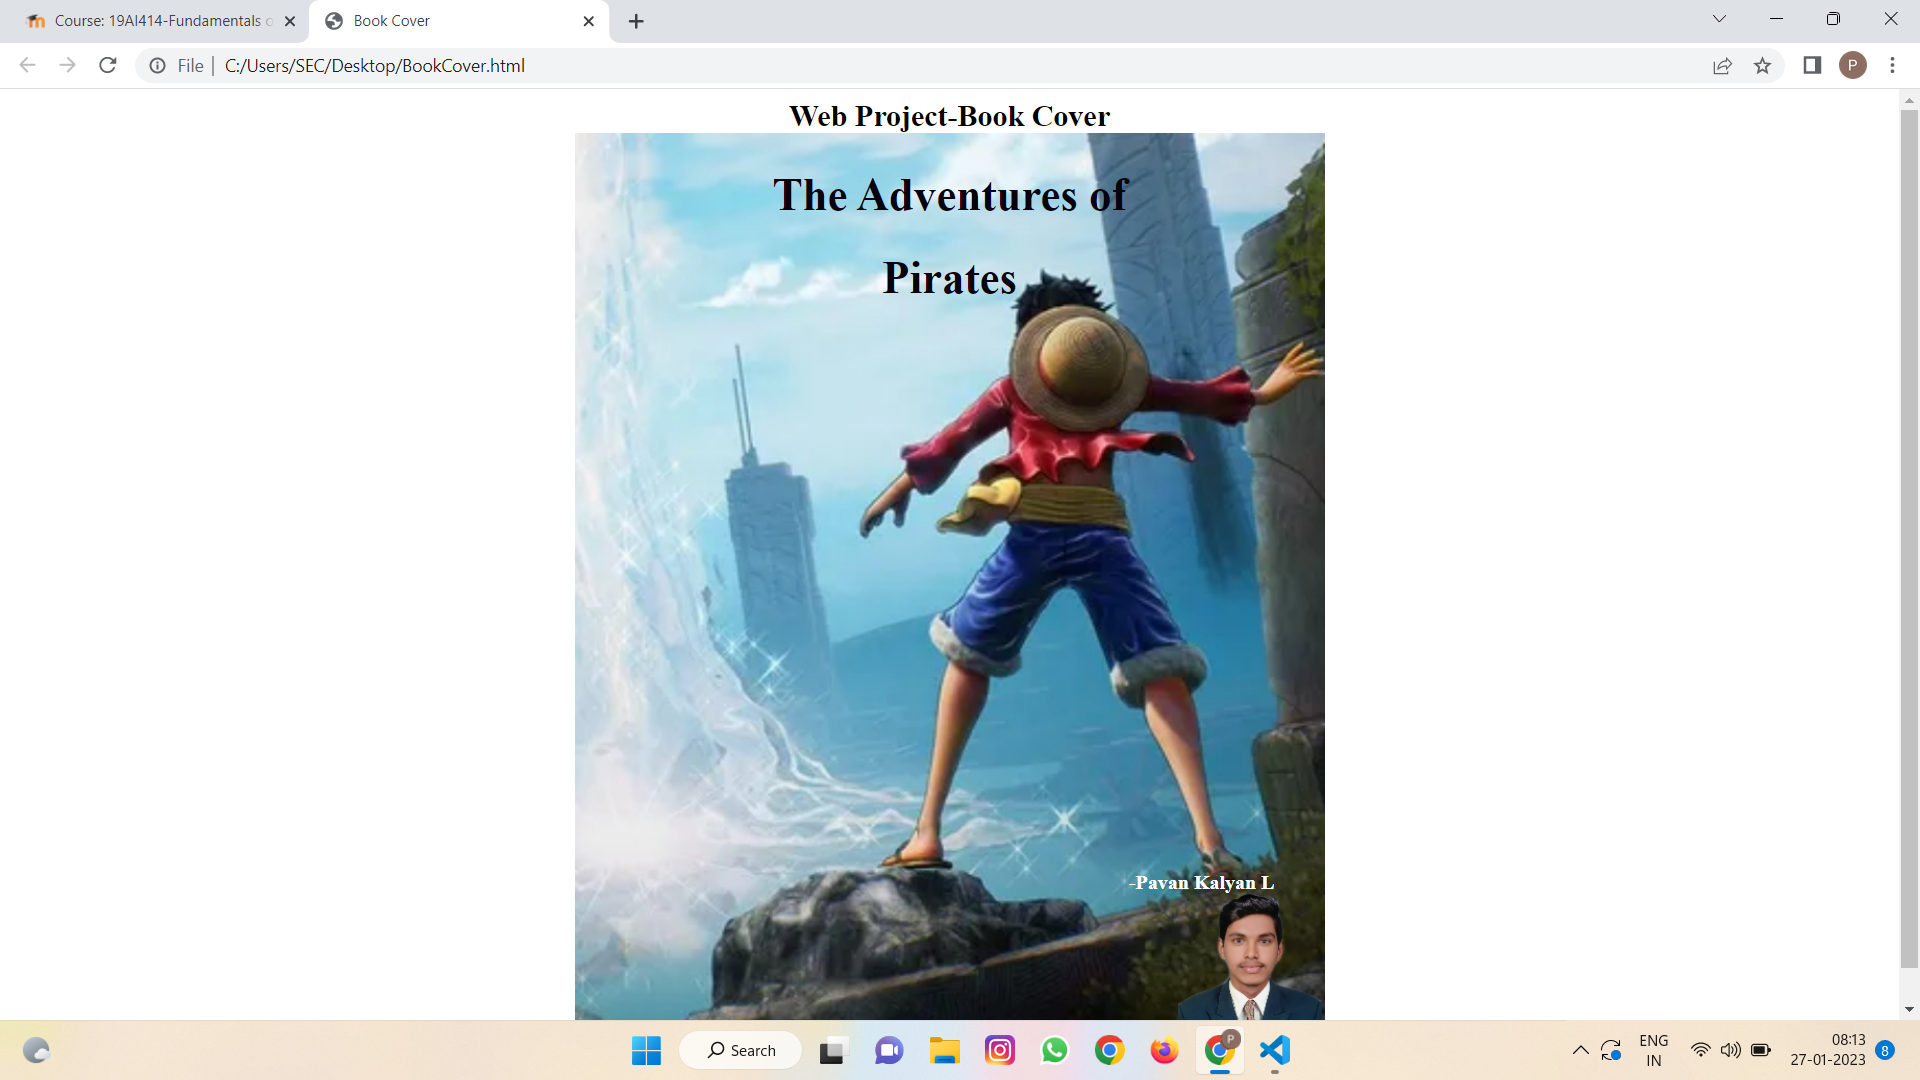 Course: 19AI414-Fundamentals o
Book Cover
File
C:/Users/SEC/Desktop/BookCover.html
P
Web Project-Book Cover
The Adventures of
Pirates
-Pavan Kalyan L
Search
P
ENG
IN
08:13
27-01-2023
8